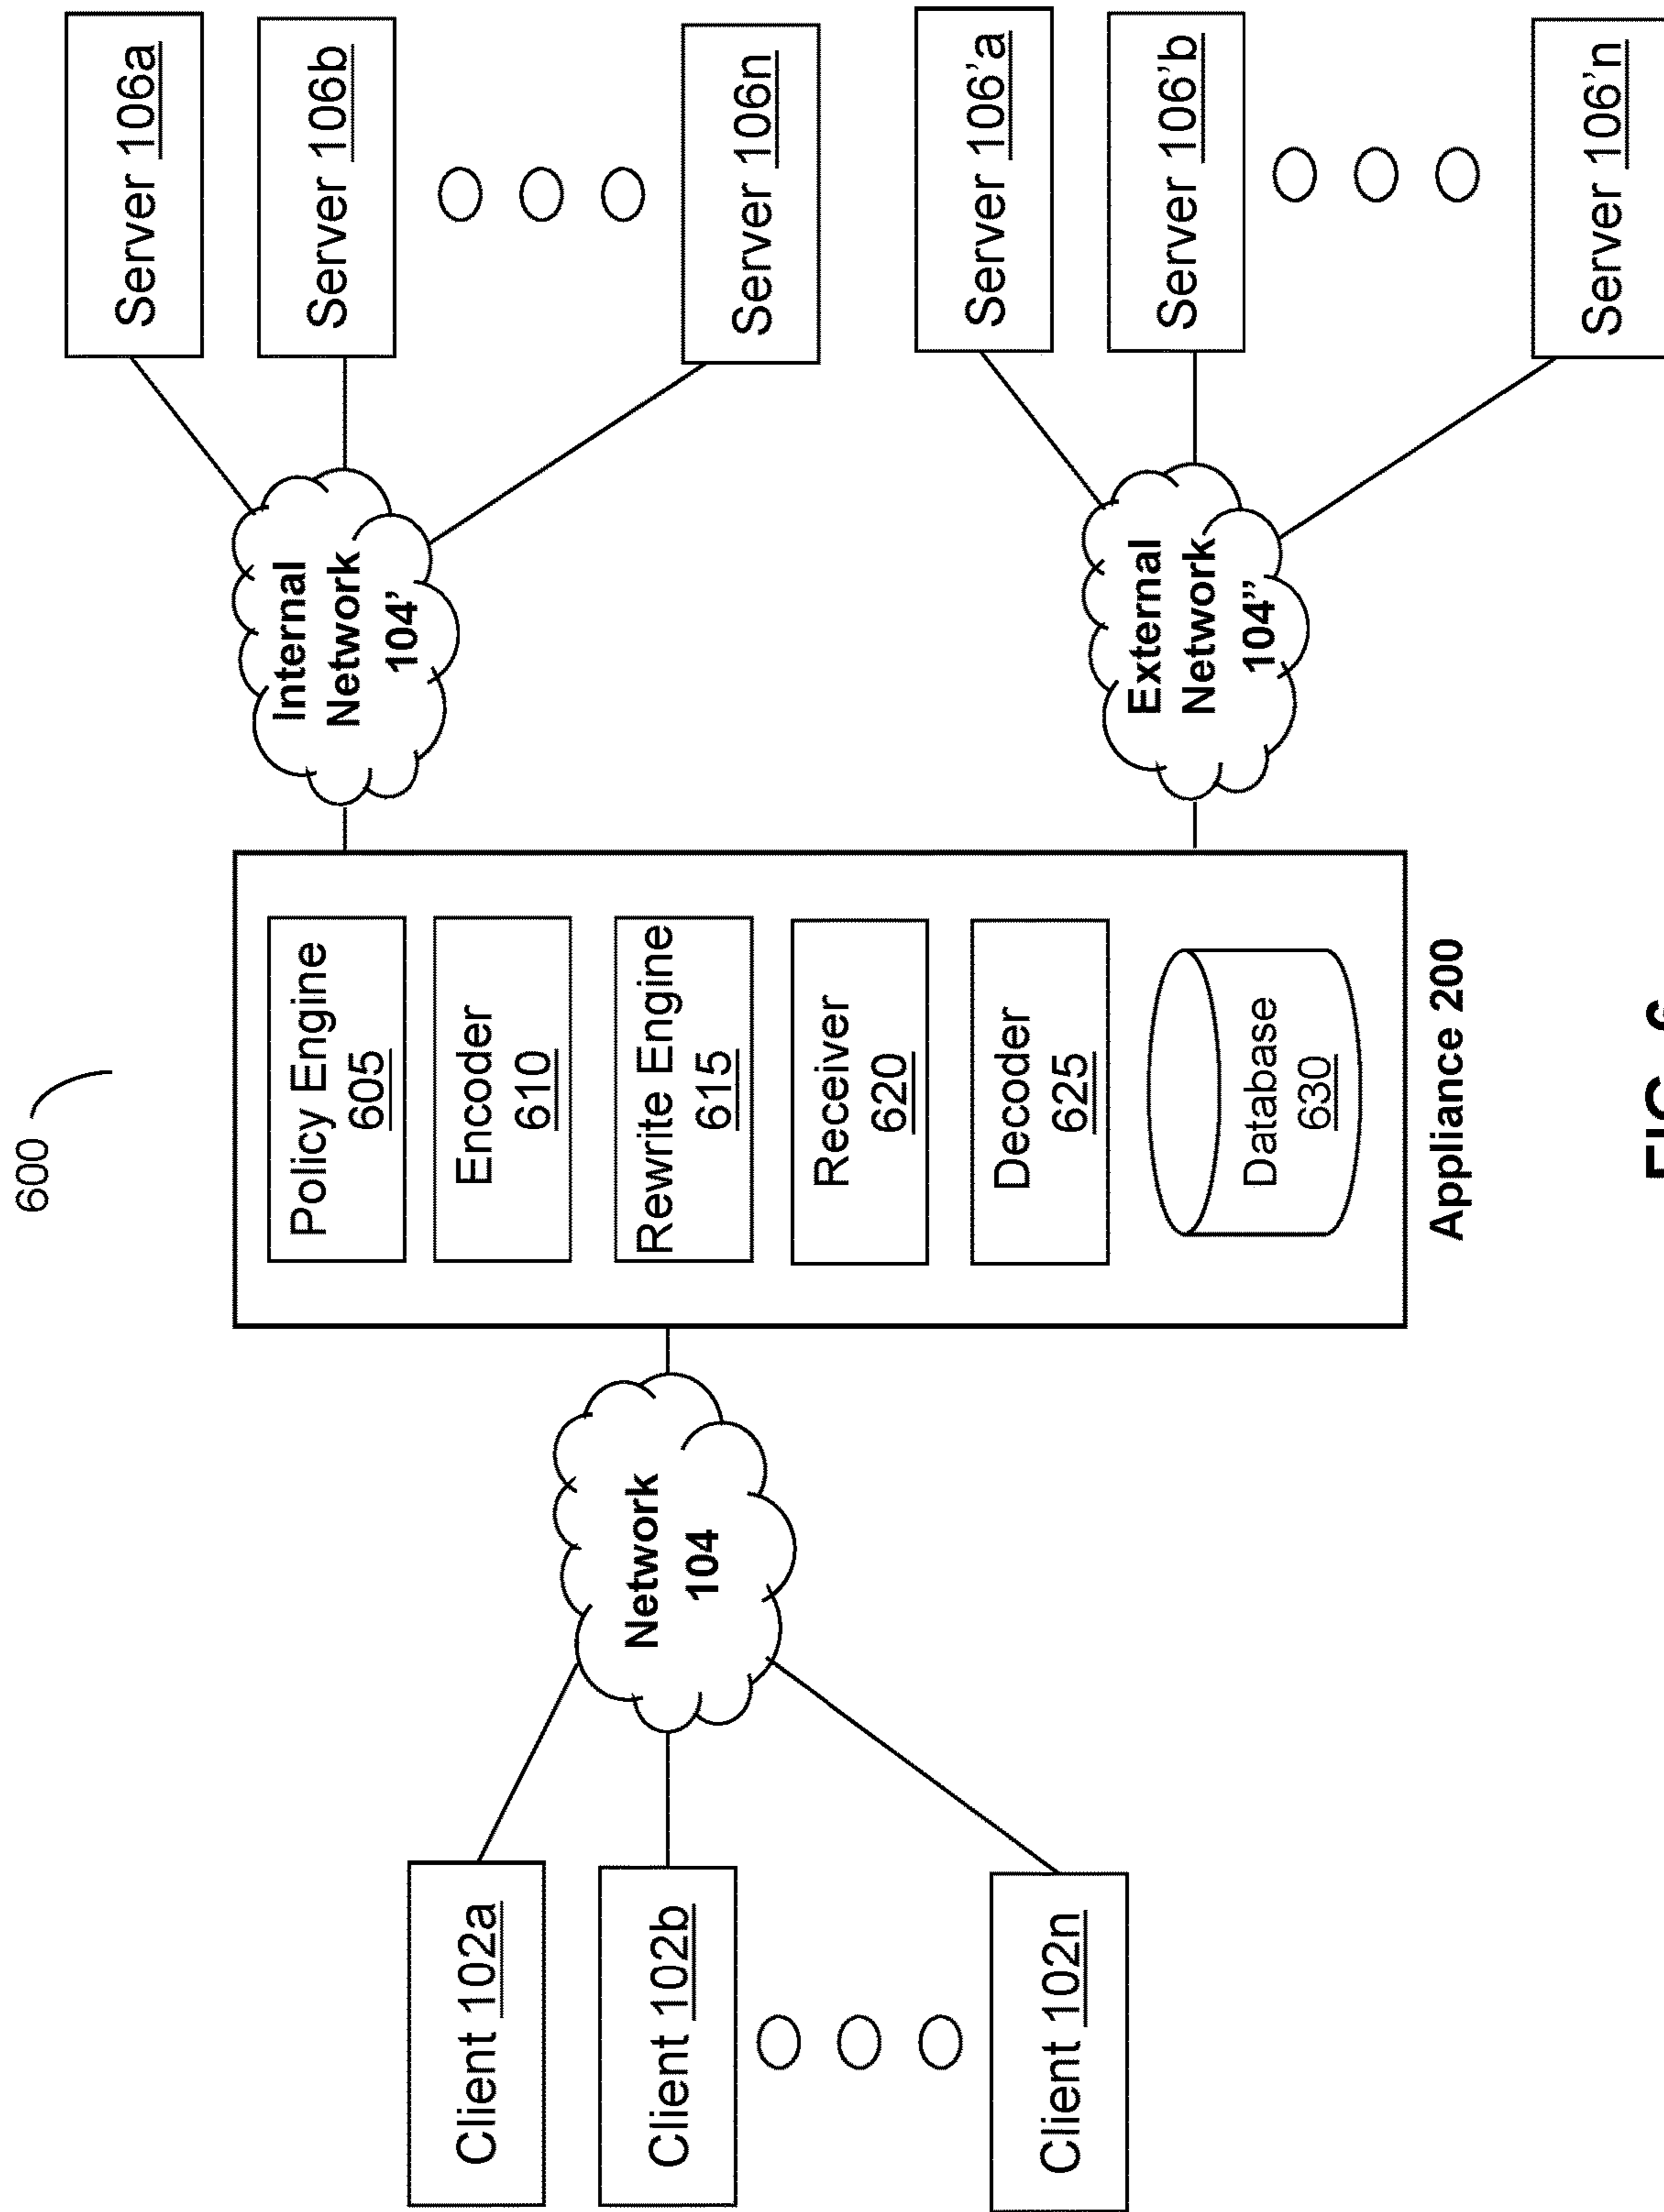 600
Client 102a
Client 102b
Client 102n
Network
104
Policy Engine
605
Encoder
610
Rewrite Engine
615
Receiver
620
Decoder
625
Database
630
Appliance 200
Internal
Network
104'
External
Network
104"
Server 106a
Server 106b
Server 106n
Server 106'a
Server 106'b
Server 106'n
FIG. 6